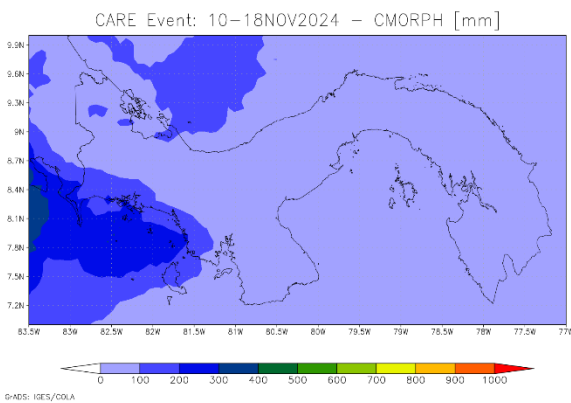 CARE Event: 10-18NOV2024 - CMORPH [mm]
9.9N
9.6N
9.3N
9N
8.7N
8.4N
8.1N
7.8N
7.5N
7.2N
83.5W 83W 82.5W 82W 81.5W 81W 80.5W 80W 79.5W 79W 78.5W 78W 77.5W 77W
0 100 200 300 400 500 600 700 800 900 1000
GrADS: IGES/COLA